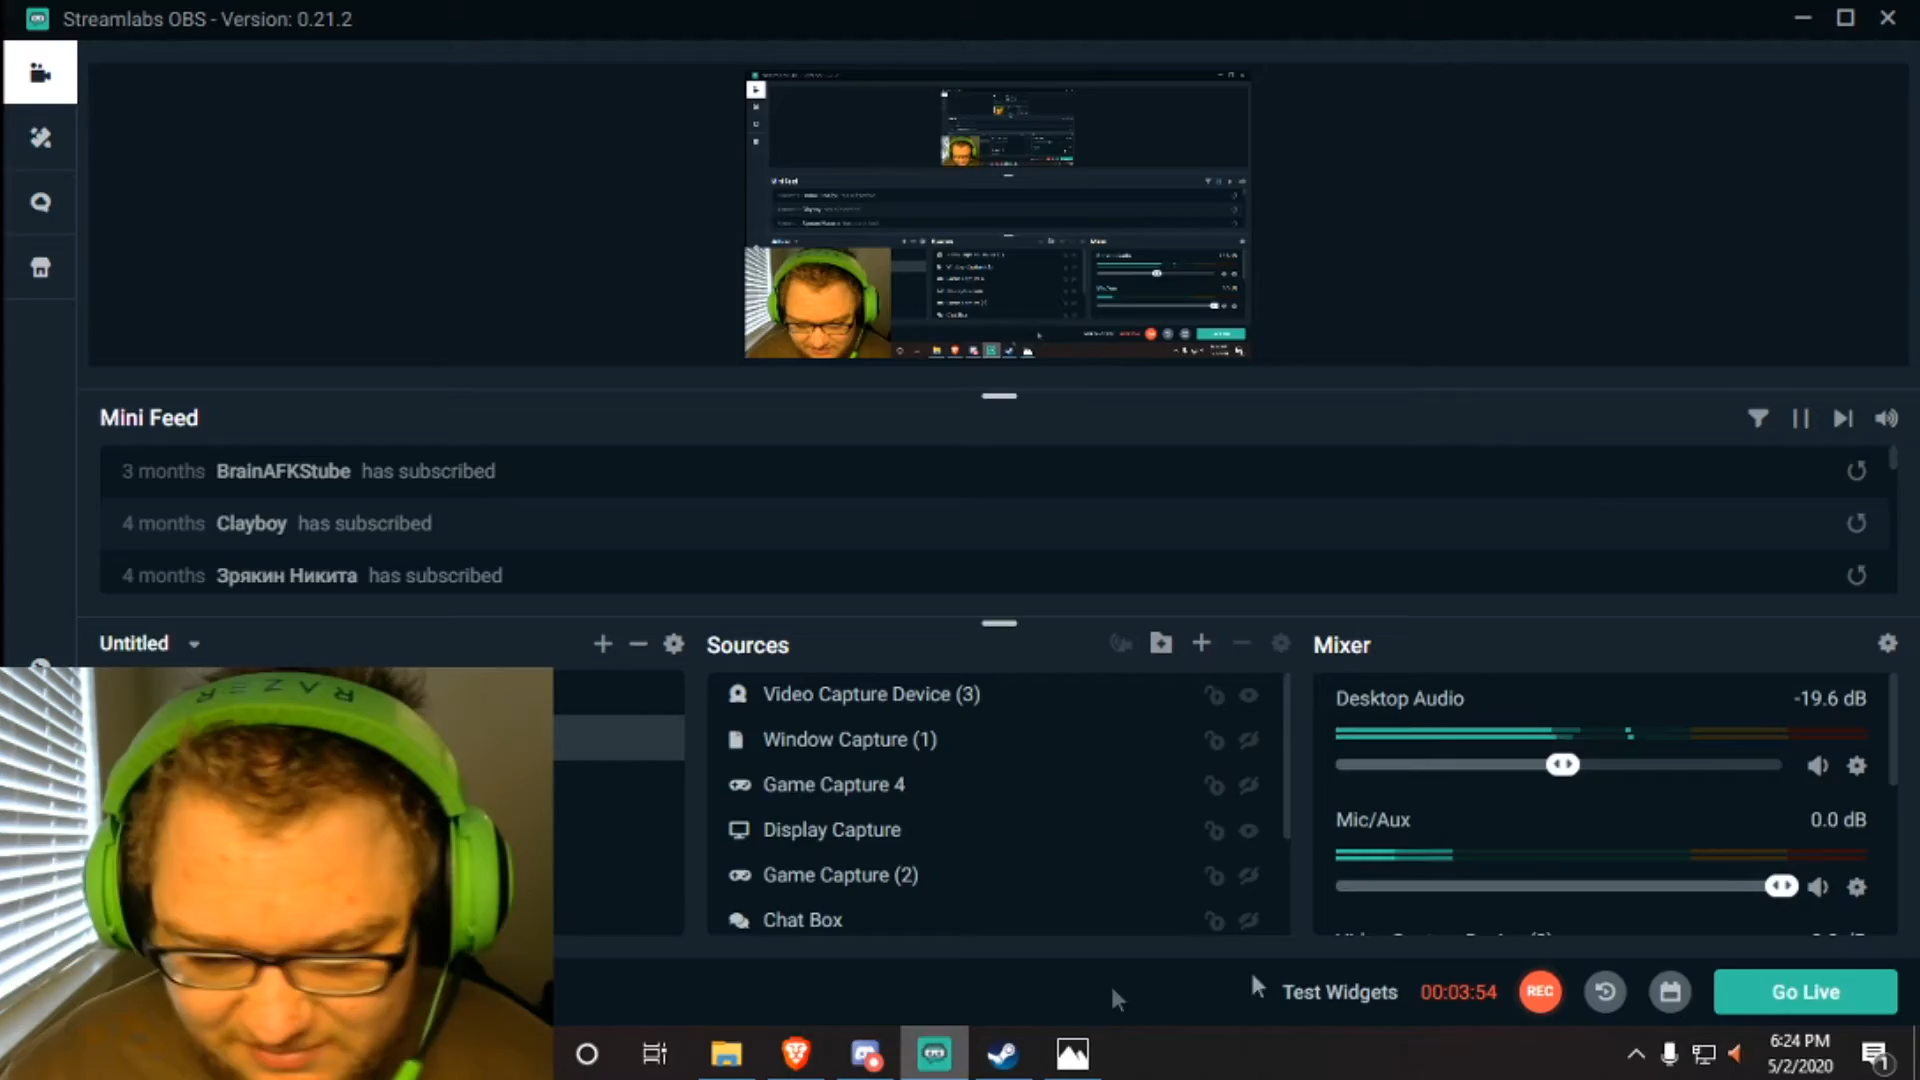 Streamlabs OBS - Version: 0.21.2
Mini Feed
3 months BrainAFKStube has subscribed
4 months Clayboy has subscribed
4 months Зрякин Никита has subscribed
Untitled
Sources
Mixer
Video Capture Device (3)
Window Capture (1)
Game Capture 4
Display Capture
Game Capture (2)
Chat Box
Desktop Audio -19.6 dB
Mic/Aux 0.0 dB
RAZER
Test Widgets 00:03:54 REC Go Live
6:24 PM
5/2/2020
1